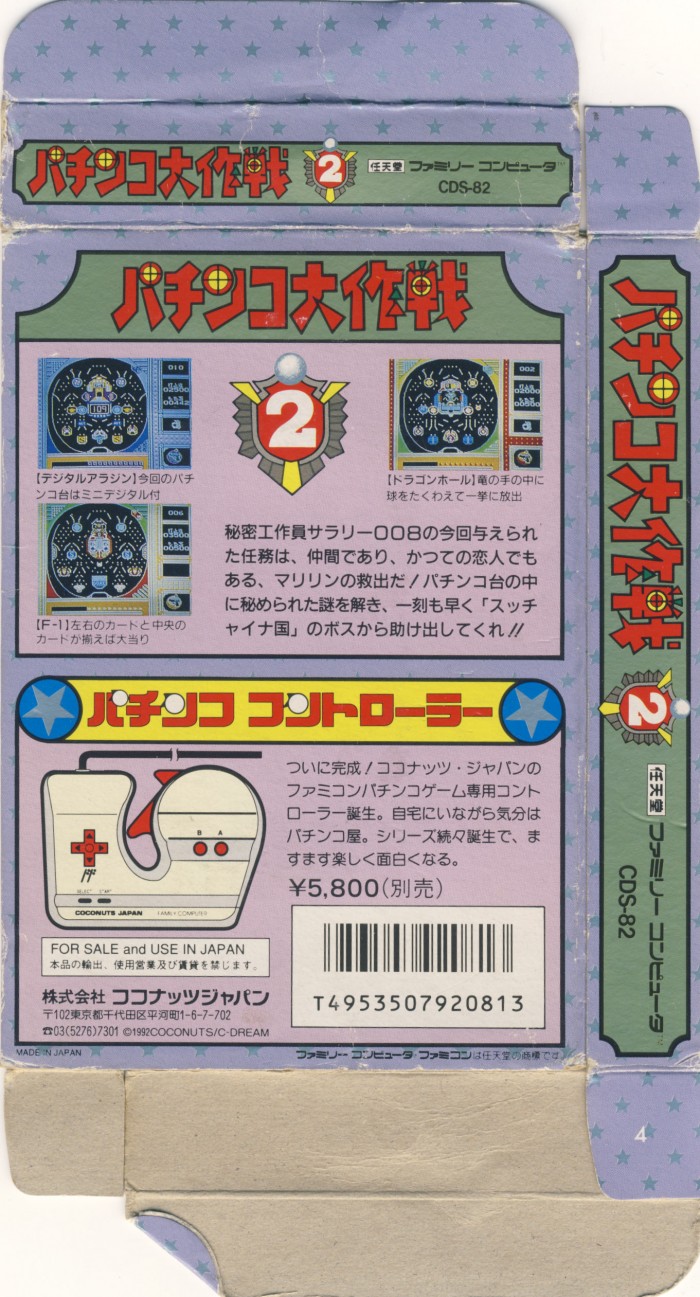 パチンコ大作戦 2 任天堂 ファミリー コンピュータ™
CDS-82
パチンコ大作戦
2
【デジタルアラジン】今回のパチ
ンコ台はミニデジタル付
【ドラゴンホール】竜の手の中に
球をたくわえて一挙に放出
【F-1】左右のカードと中央の
カードが揃えば大当り
秘密工作員サラリー008の今回与えられ
た任務は、仲間であり、かつての恋人でも
ある、マリリンの救出だ!パチンコ台の中
に秘められた謎を解き、一刻も早く「スッチ
ャイナ国」のボスから助け出してくれ!!
パチンコ コントローラー
ついに完成!ココナッツ・ジャパンの
ファミコンパチンコゲーム専用コント
ローラー誕生。自宅にいながら気分は
パチンコ屋。シリーズ続々誕生で、ま
すます楽しく面白くなる。
¥5,800(別売)
B A
SELECT START
COCONUTS JAPAN FAMILY COMPUTER
FOR SALE and USE IN JAPAN
本品の輸出、使用営業及び賃貸を禁じます。
株式会社 ココナッツジャパン
〒102東京都千代田区平河町1-6-7-702
☎03(5276)7301 ©1992COCONUTS/C-DREAM
T4953507920813
MADE IN JAPAN
ファミリー コンピュータ・ファミコンは任天堂の商標です。
パチンコ大作戦 2 任天堂 ファミリー コンピュータ™
CDS-82
4